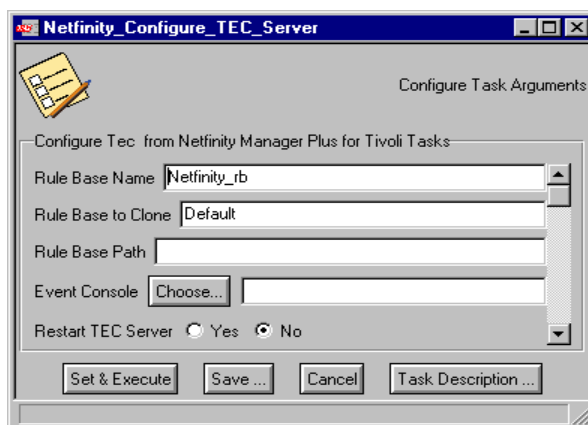 Netfinity_Configure_TEC_Server
Configure Task Arguments
Configure Tec from Netfinity Manager Plus for Tivoli Tasks
Rule Base Name Netfinity_rb
Rule Base to Clone Default
Rule Base Path
Event Console Choose...
Restart TEC Server Yes No
Set & Execute Save ... Cancel Task Description ...